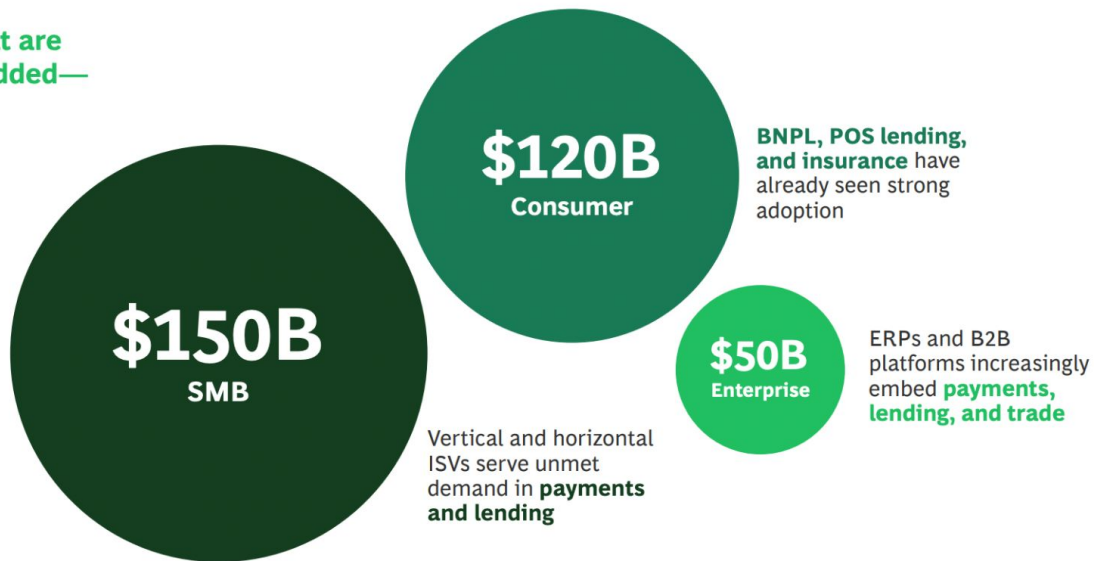 t are
dded—
$120B
Consumer
BNPL, POS lending,
and insurance have
already seen strong
adoption
$150B
SMB
$50B
Enterprise
ERPs and B2B
platforms increasingly
embed payments,
lending, and trade
Vertical and horizontal
ISVs serve unmet
demand in payments
and lending